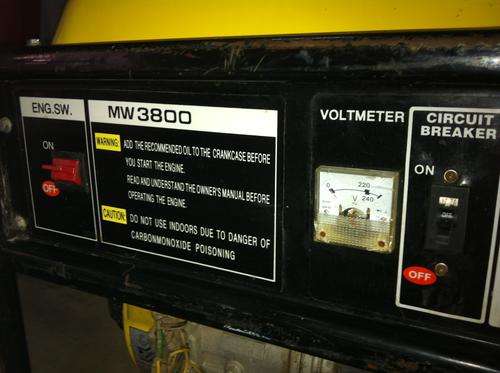 ENG.SW.
ON
OFF
MW3800
WARNING: ADD THE RECOMMENDED OIL TO THE CRANKCASE BEFORE
YOU START THE ENGINE.
READ AND UNDERSTAND THE OWNER'S MANUAL BEFORE
OPERATING THE ENGINE.
CAUTION: DO NOT USE INDOORS DUE TO DANGER OF
CARBONMONOXIDE POISONING
VOLTMETER
0 220
240
V
CIRCUIT
BREAKER
ON
OFF